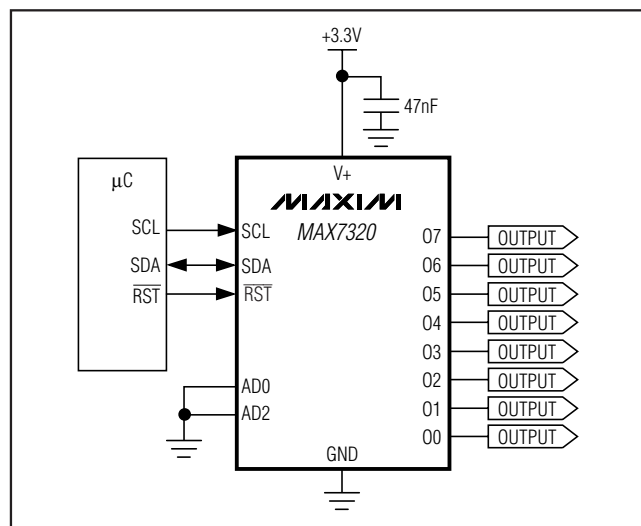 +3.3V
47nF
μC
V+
MAXIM
MAX7320
SCL
SCL
SDA
SDA
RST
RST
AD0
AD2
GND
O7 OUTPUT
O6 OUTPUT
O5 OUTPUT
O4 OUTPUT
O3 OUTPUT
O2 OUTPUT
O1 OUTPUT
O0 OUTPUT